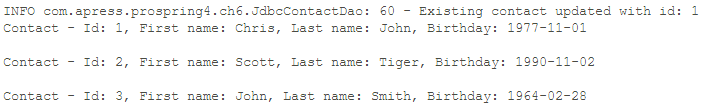 INFO com.apress.prospring4.ch6.JdbcContactDao: 60 - Existing contact updated with id: 1
Contact - Id: 1, First name: Chris, Last name: John, Birthday: 1977-11-01
Contact - Id: 2, First name: Scott, Last name: Tiger, Birthday: 1990-11-02
Contact - Id: 3, First name: John, Last name: Smith, Birthday: 1964-02-28